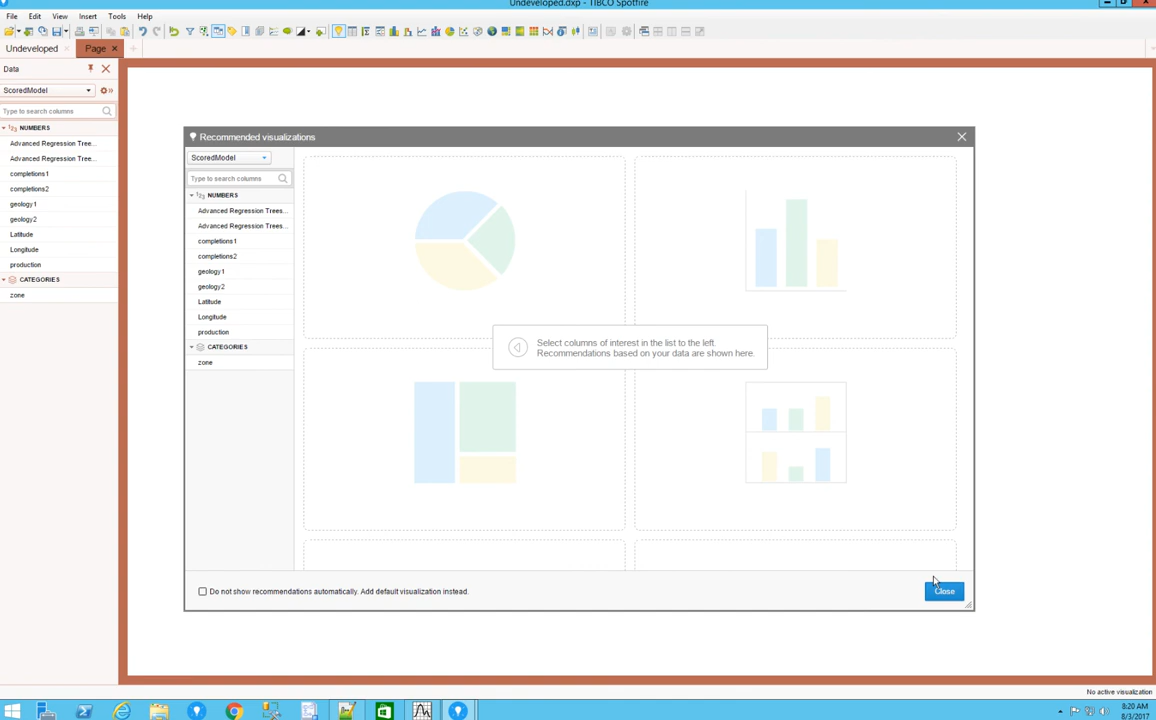 Undeveloped.dxp - TIBCO Spotfire
File Edit View Insert Tools Help
Undeveloped Page
Data
ScoredModel
Type to search columns
NUMBERS
Advanced Regression Tree...
Advanced Regression Tree...
completions1
completions2
geology1
geology2
Latitude
Longitude
production
CATEGORIES
zone
Recommended visualizations
ScoredModel
Type to search columns
NUMBERS
Advanced Regression Trees...
Advanced Regression Trees...
completions1
completions2
geology1
geology2
Latitude
Longitude
production
CATEGORIES
zone
Select columns of interest in the list to the left.
Recommendations based on your data are shown here.
Do not show recommendations automatically. Add default visualization instead.
Close
No active visualization
8:20 AM
8/3/2017